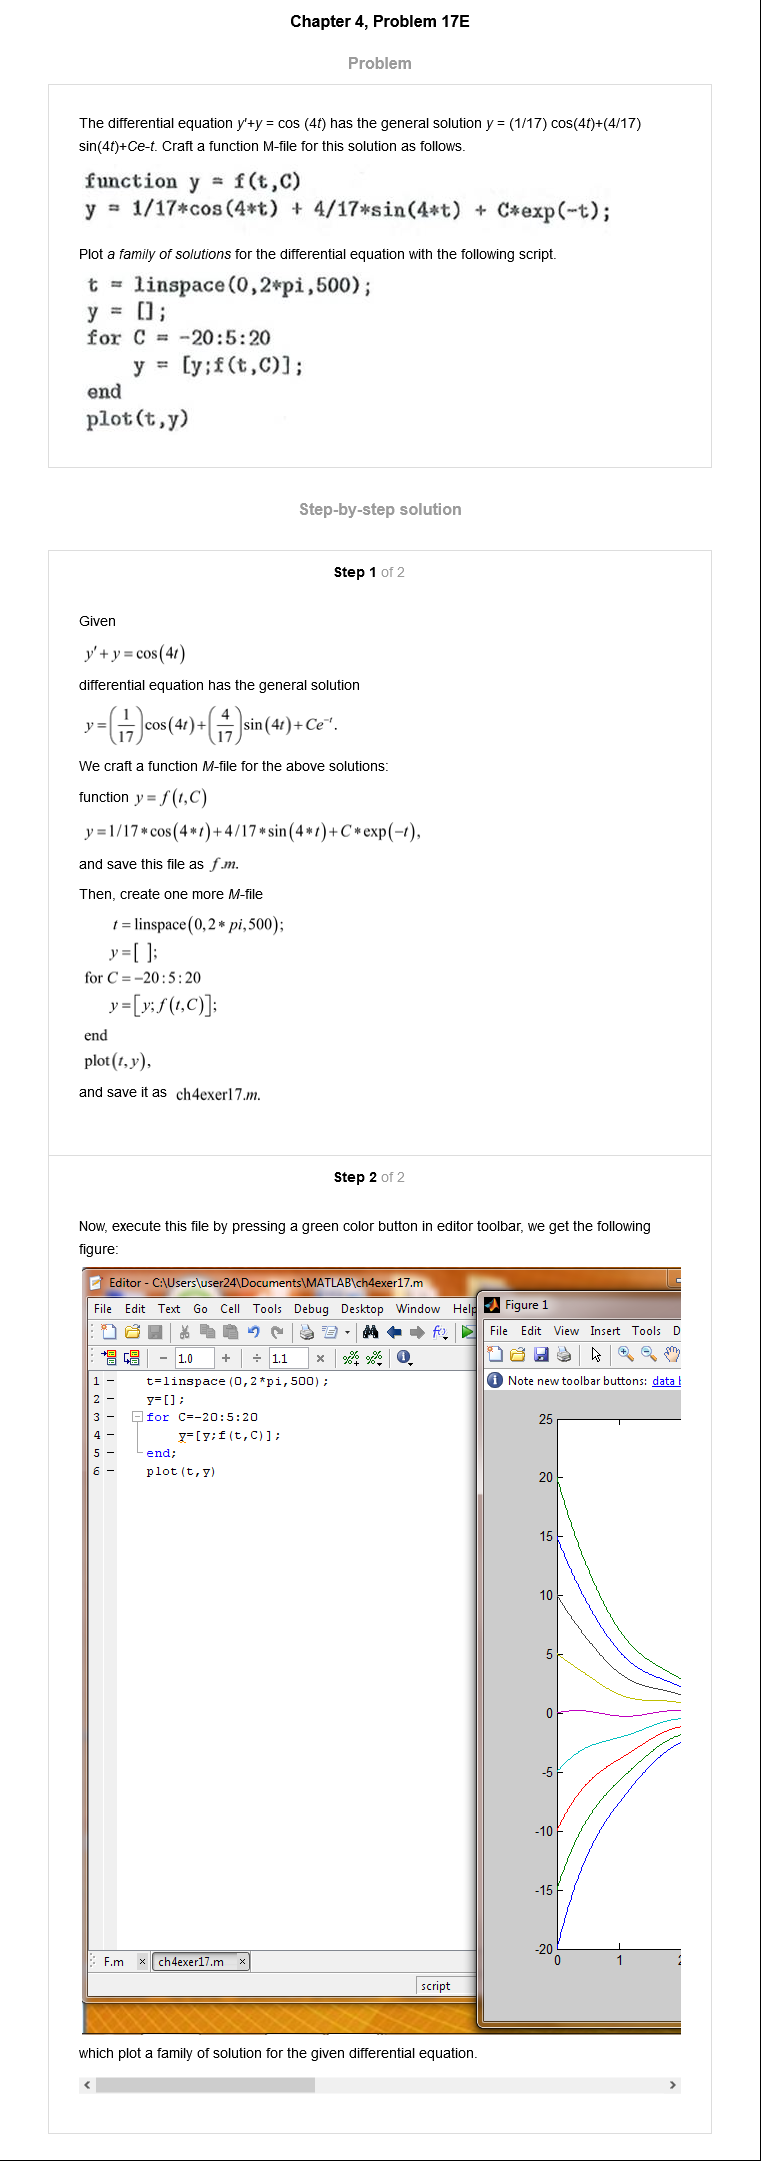 Chapter 4, Problem 17E
Problem
The differential equation y'+y = cos (4t) has the general solution y = (1/17) cos(4t)+(4/17)
sin(4t)+Ce-t. Craft a function M-file for this solution as follows.
function y = f(t,C)
y = 1/17*cos(4*t) + 4/17*sin(4*t) + C*exp(-t);
Plot a family of solutions for the differential equation with the following script.
t = linspace(0,2*pi,500);
y = [];
for C = -20:5:20
y = [y;f(t,C)];
end
plot(t,y)
Step-by-step solution
Step 1 of 2
Given
y′ + y = cos(4t)
differential equation has the general solution
y = (1/17)cos(4t) + (4/17)sin(4t) + Ce⁻ᵗ.
We craft a function M-file for the above solutions:
function y = f(t,C)
y = 1/17*cos(4*t)+4/17*sin(4*t)+C*exp(−t),
and save this file as f.m.
Then, create one more M-file
t = linspace(0,2*pi,500);
y = [ ];
for C = −20:5:20
y = [y; f(t,C)];
end
plot(t,y),
and save it as ch4exer17.m.
Step 2 of 2
Now, execute this file by pressing a green color button in editor toolbar, we get the following
figure:
Editor - C:\Users\user24\Documents\MATLAB\ch4exer17.m
File Edit Text Go Cell Tools Debug Desktop Window Help
− 1.0 + ÷ 1.1 ×
1 − t=linspace(0,2*pi,500);
2 − y=[];
3 − for C=-20:5:20
4 − y=[y;f(t,C)];
5 − end;
6 − plot(t,y)
F.m × ch4exer17.m ×
script
Figure 1
File Edit View Insert Tools D
Note new toolbar buttons: data b
25
20
15
10
5
0
-5
-10
-15
-20
0 1 2
which plot a family of solution for the given differential equation.